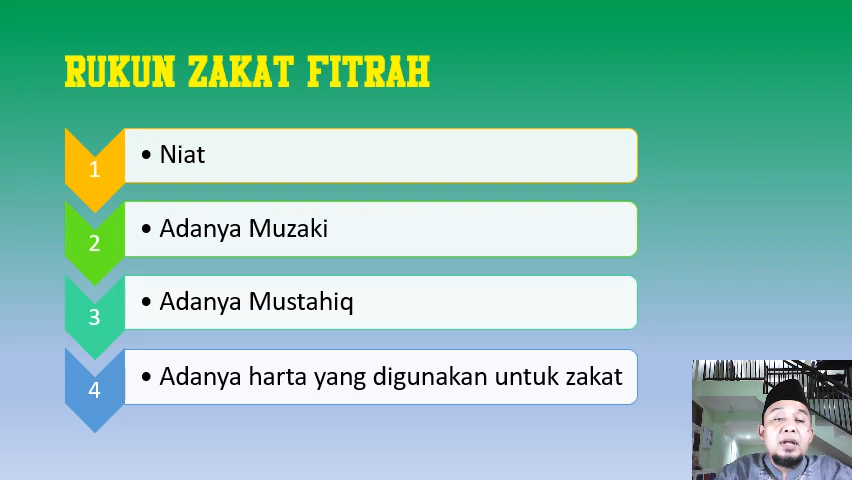 RUKUN ZAKAT FITRAH
1
• Niat
2
• Adanya Muzaki
3
• Adanya Mustahiq
4
• Adanya harta yang digunakan untuk zakat